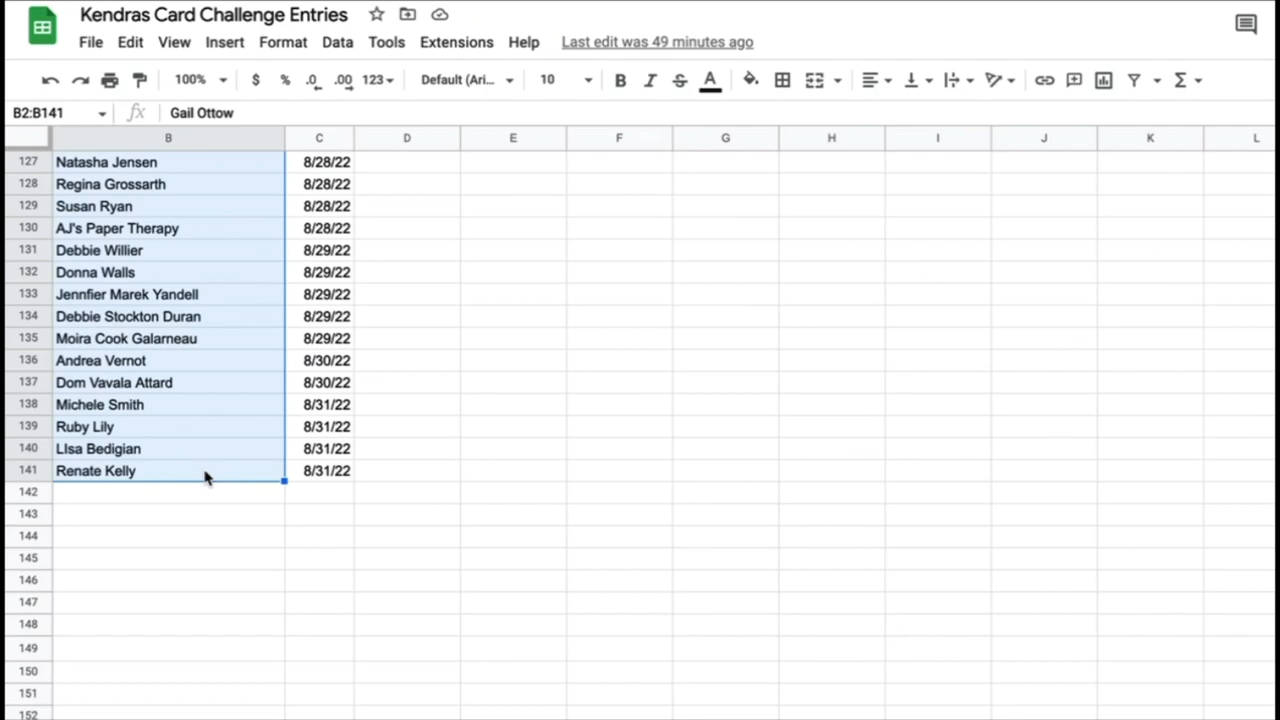 Kendras Card Challenge Entries
File Edit View Insert Format Data Tools Extensions Help Last edit was 49 minutes ago
100% $ % .0 .00 123 Default (Ari... 10 B I S A Σ
B2:B141 fx Gail Ottow
B C D E F G H I J K L
127 Natasha Jensen 8/28/22
128 Regina Grossarth 8/28/22
129 Susan Ryan 8/28/22
130 AJ's Paper Therapy 8/28/22
131 Debbie Willier 8/29/22
132 Donna Walls 8/29/22
133 Jennfier Marek Yandell 8/29/22
134 Debbie Stockton Duran 8/29/22
135 Moira Cook Galarneau 8/29/22
136 Andrea Vernot 8/30/22
137 Dom Vavala Attard 8/30/22
138 Michele Smith 8/31/22
139 Ruby Lily 8/31/22
140 LIsa Bedigian 8/31/22
141 Renate Kelly 8/31/22
142
143
144
145
146
147
148
149
150
151
152